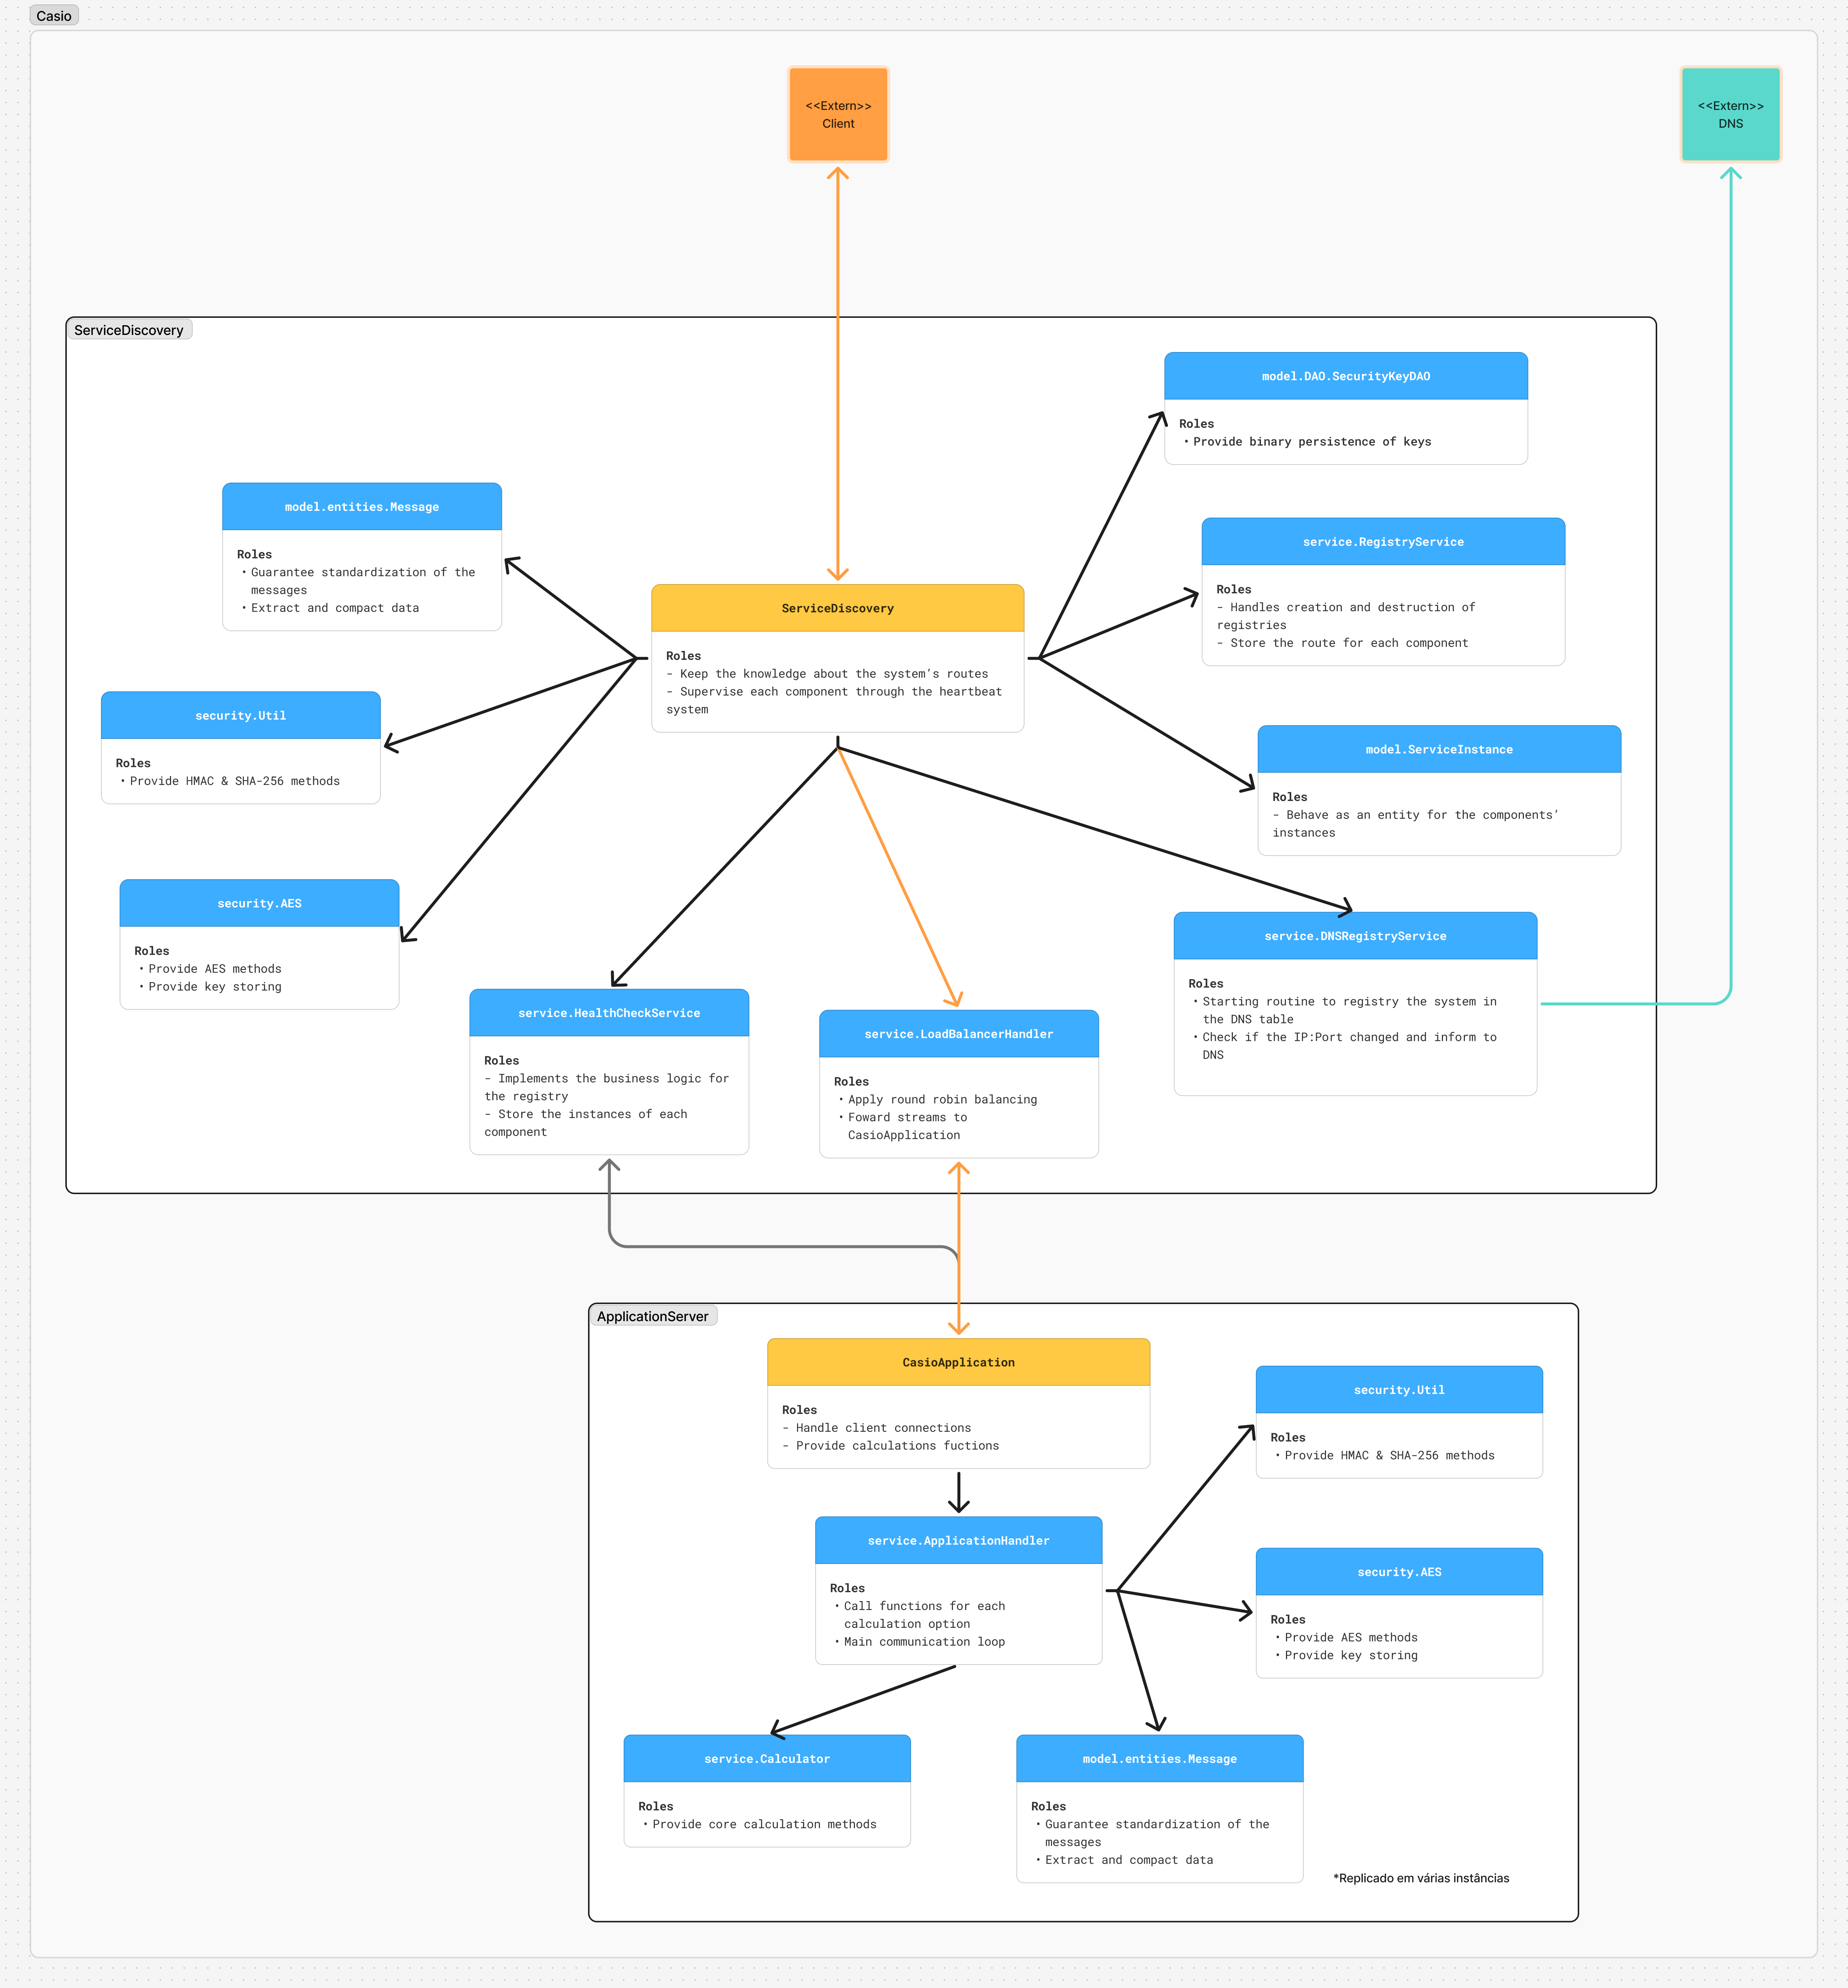 Casio
<<Extern>>
Client
<<Extern>>
DNS
ServiceDiscovery
model.DAO.SecurityKeyDAO
Roles
• Provide binary persistence of keys
model.entities.Message
Roles
• Guarantee standardization of the
messages
• Extract and compact data
service.RegistryService
Roles
- Handles creation and destruction of
registries
- Store the route for each component
ServiceDiscovery
Roles
- Keep the knowledge about the system's routes
- Supervise each component through the heartbeat
system
security.Util
Roles
• Provide HMAC & SHA-256 methods
model.ServiceInstance
Roles
- Behave as an entity for the components'
instances
security.AES
Roles
• Provide AES methods
• Provide key storing
service.DNSRegistryService
Roles
• Starting routine to registry the system in
the DNS table
• Check if the IP:Port changed and inform to
DNS
service.HealthCheckService
Roles
- Implements the business logic for
the registry
- Store the instances of each
component
service.LoadBalancerHandler
Roles
• Apply round robin balancing
• Foward streams to
CasioApplication
ApplicationServer
CasioApplication
Roles
- Handle client connections
- Provide calculations fuctions
security.Util
Roles
• Provide HMAC & SHA-256 methods
service.ApplicationHandler
Roles
• Call functions for each
calculation option
• Main communication loop
security.AES
Roles
• Provide AES methods
• Provide key storing
service.Calculator
Roles
• Provide core calculation methods
model.entities.Message
Roles
• Guarantee standardization of the
messages
• Extract and compact data
*Replicado em várias instâncias